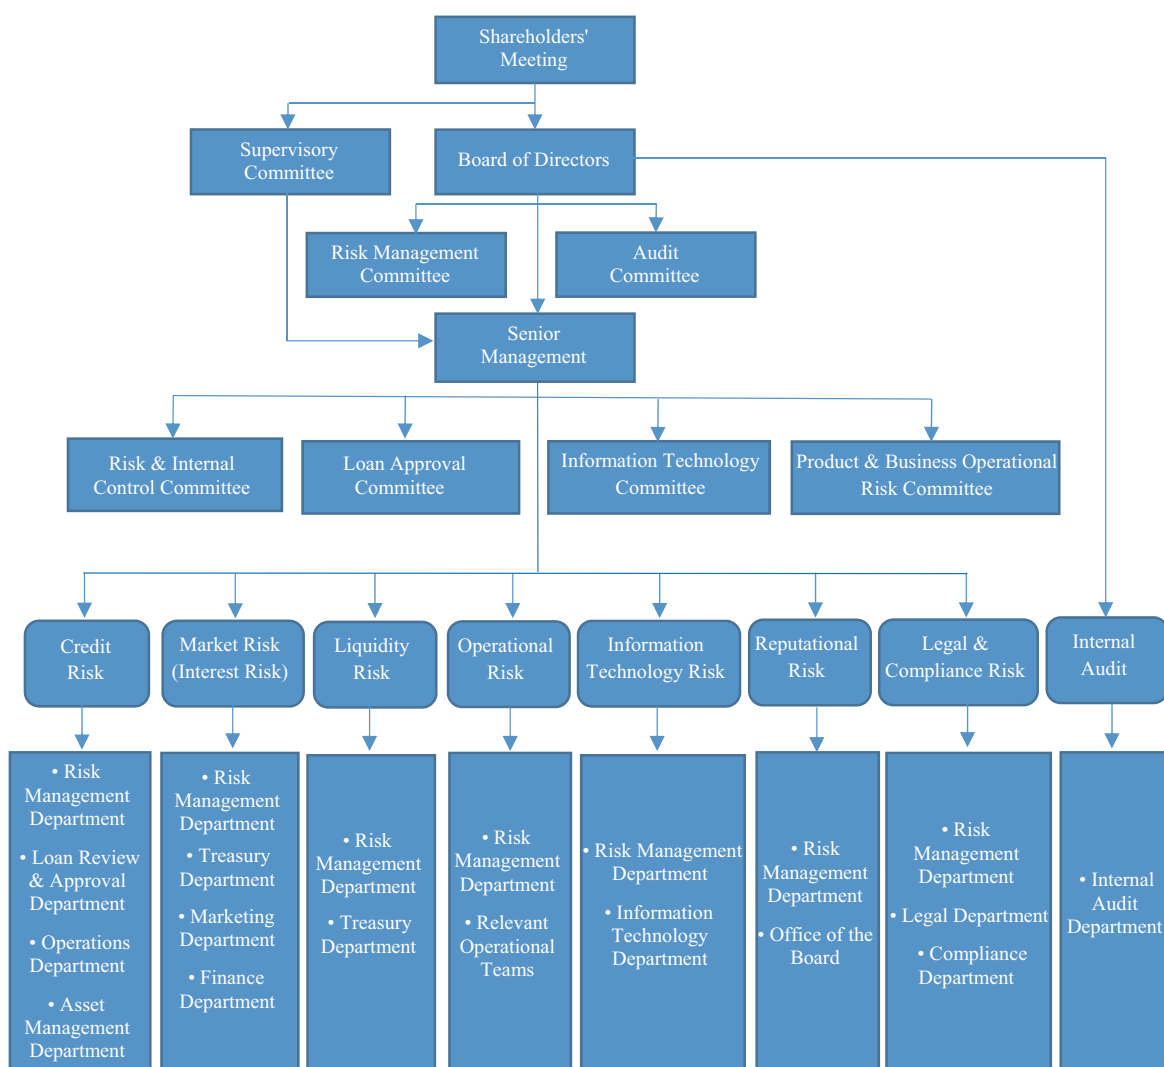 Shareholders'
Meeting
Supervisory
Committee
Board of Directors
Risk Management
Committee
Audit
Committee
Senior
Management
Risk & Internal
Control Committee
Loan Approval
Committee
Information Technology
Committee
Product & Business Operational
Risk Committee
Credit
Risk
Market Risk
(Interest Risk)
Liquidity
Risk
Operational
Risk
Information
Technology Risk
Reputational
Risk
Legal &
Compliance Risk
Internal
Audit
• Risk
Management
Department
• Loan Review
& Approval
Department
• Operations
Department
• Asset
Management
Department
• Risk
Management
Department
• Treasury
Department
• Marketing
Department
• Finance
Department
• Risk
Management
Department
• Treasury
Department
• Risk
Management
Department
• Relevant
Operational
Teams
• Risk Management
Department
• Information
Technology
Department
• Risk
Management
Department
• Office of the
Board
• Risk
Management
Department
• Legal Department
• Compliance
Department
• Internal
Audit
Department